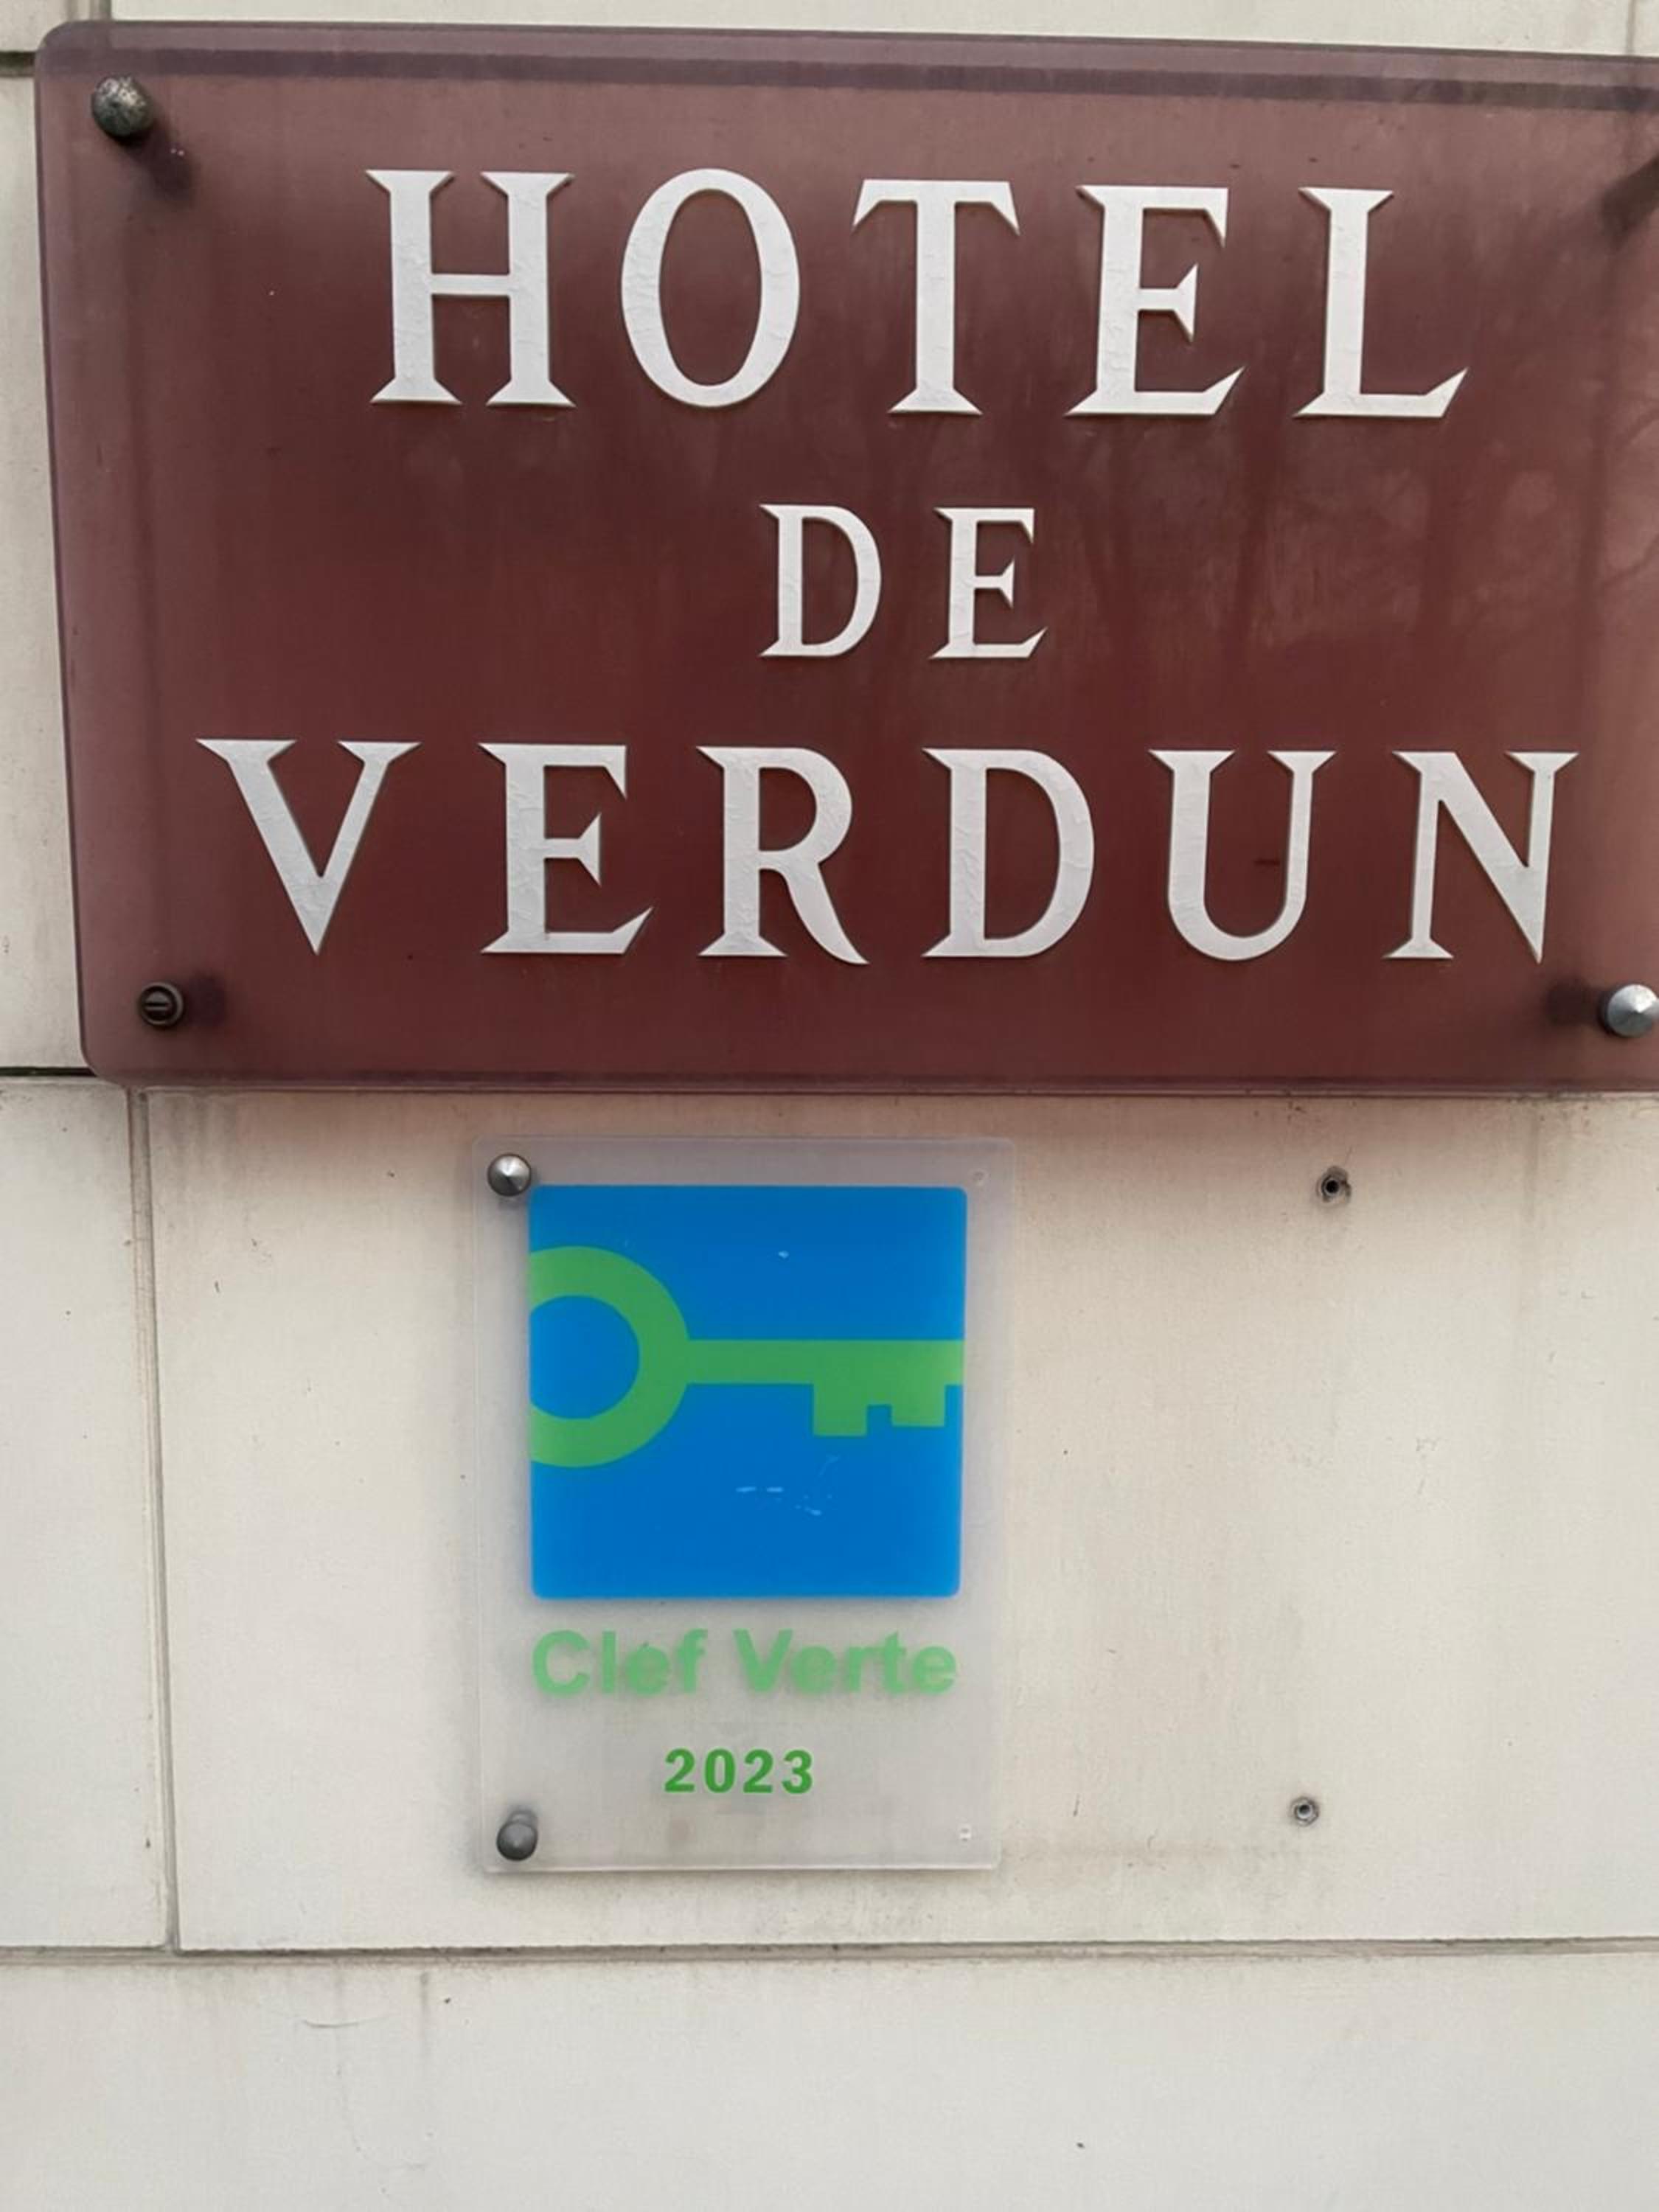 HOTEL
DE
VERDUN
Clef Verte
2023